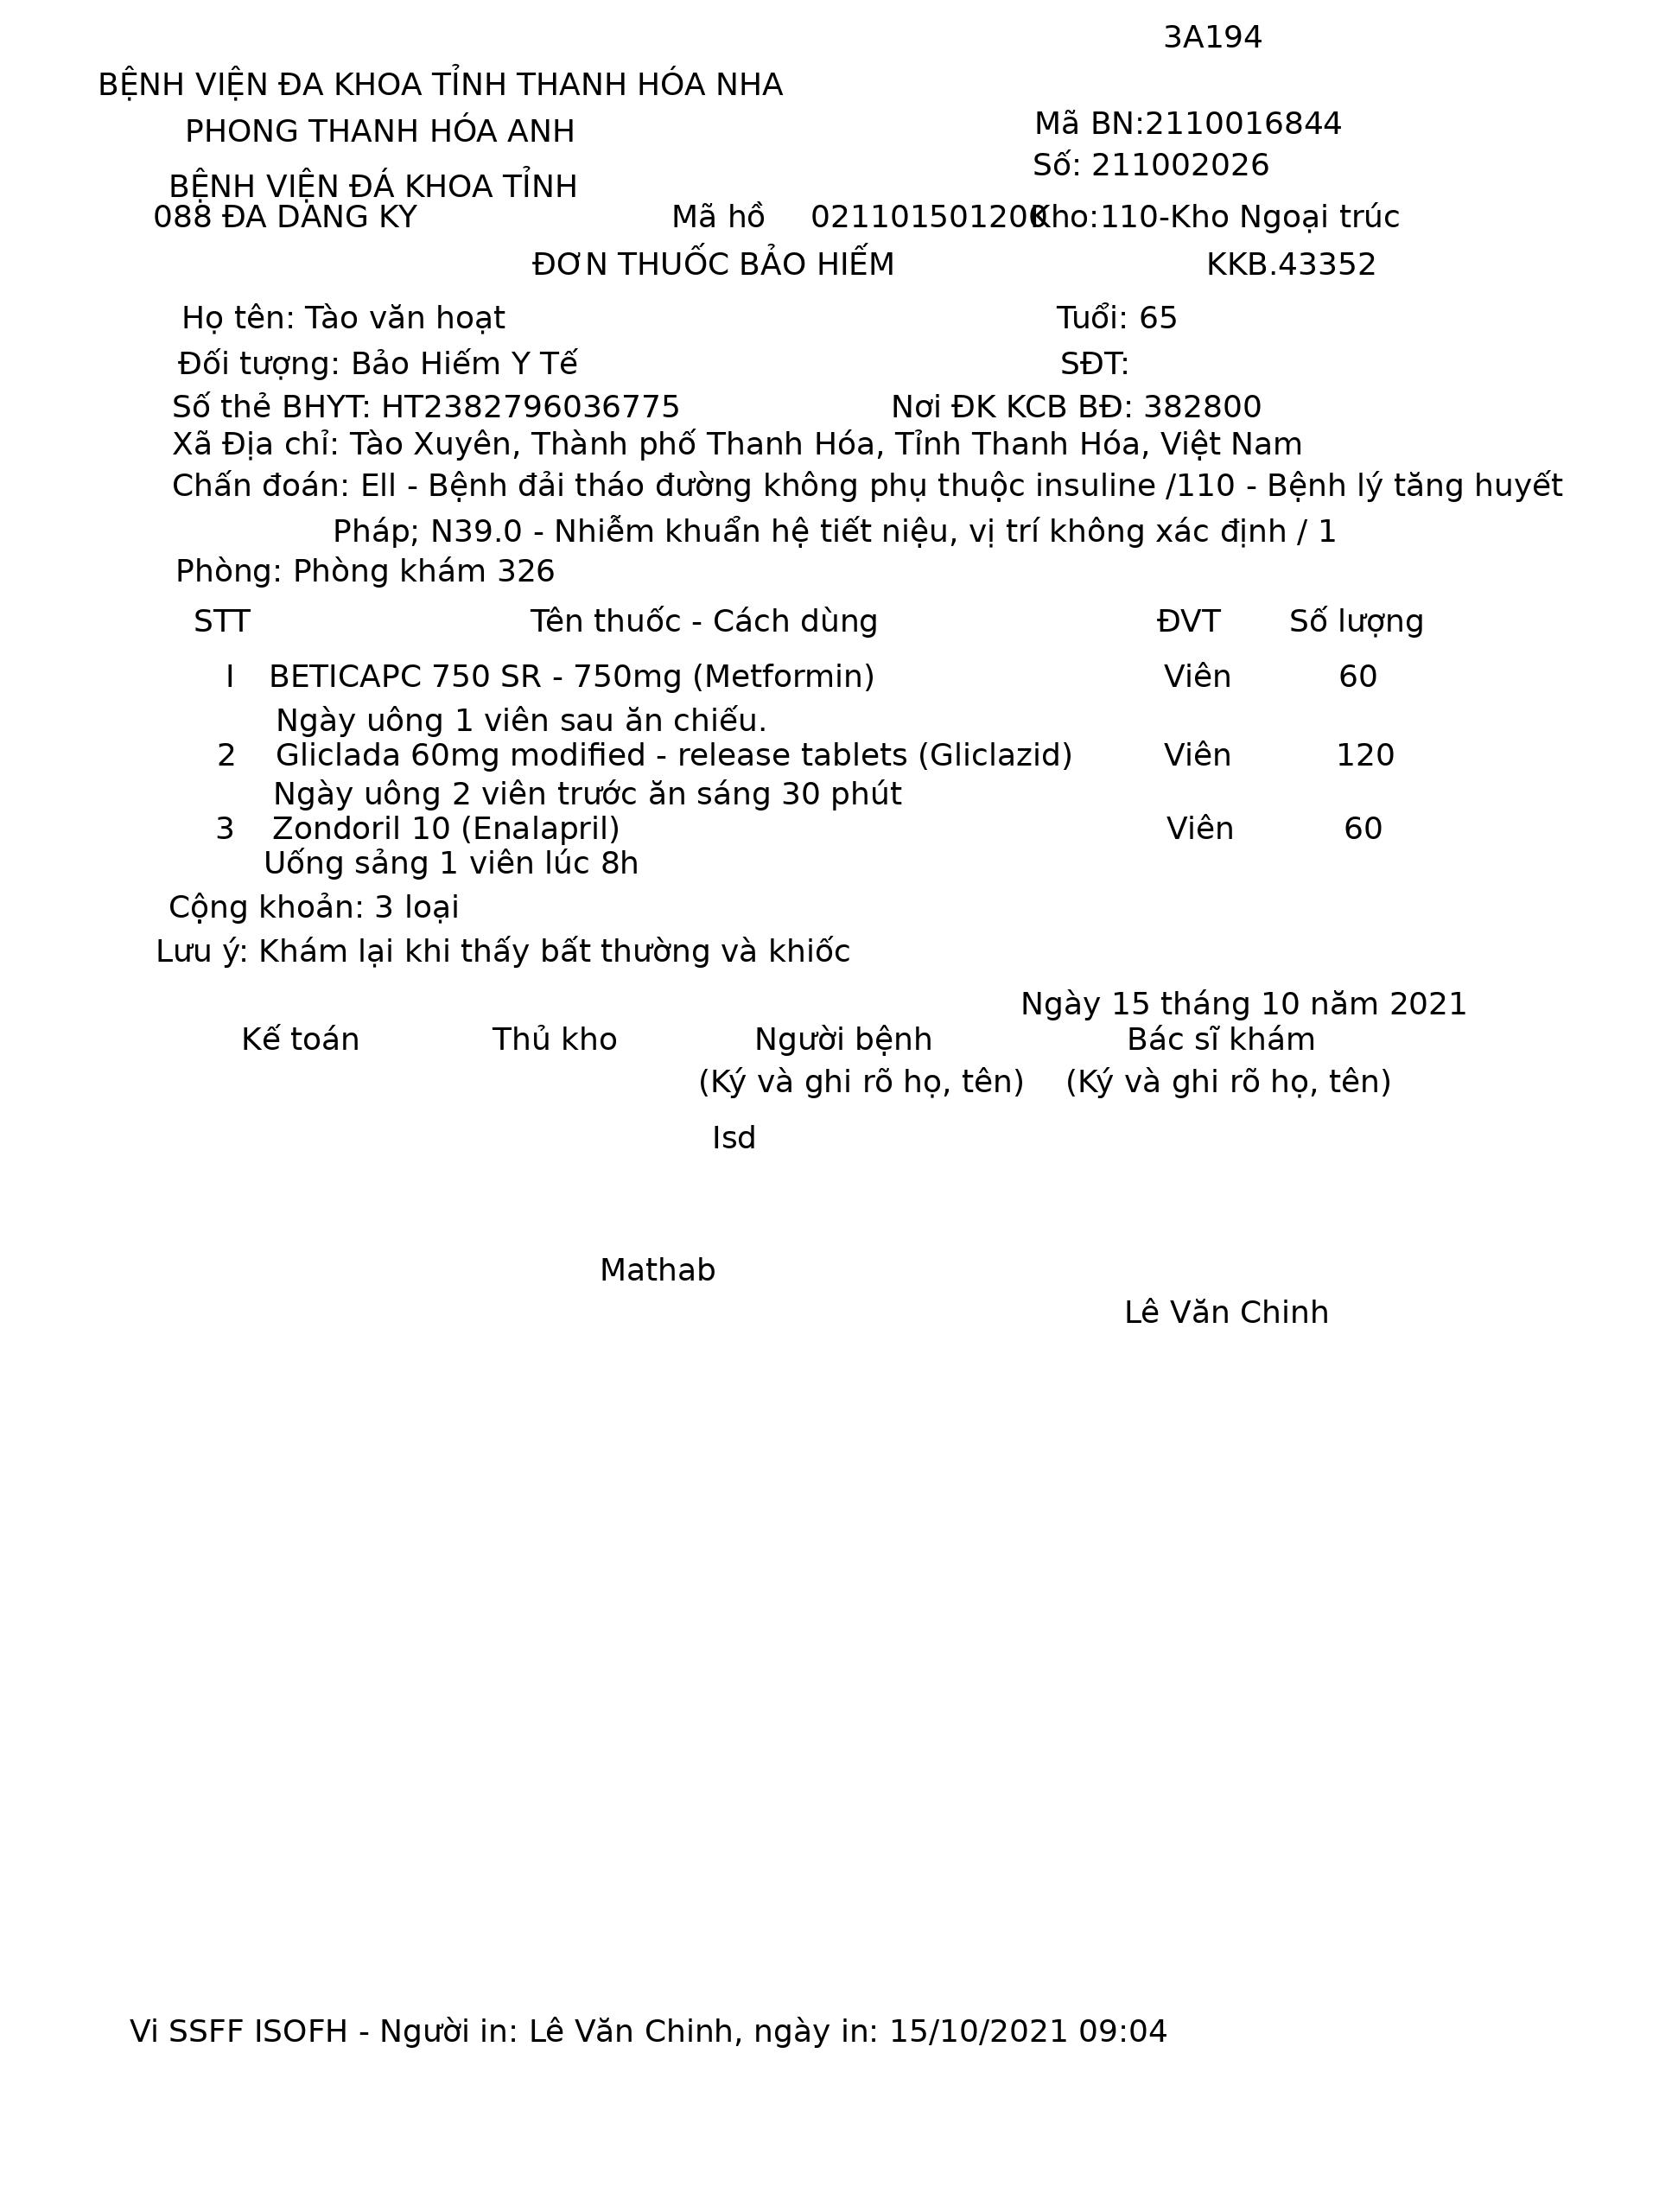 3A194
BỆNH VIỆN ĐA KHOA TỈNH THANH HÓA NHA
PHONG THANH HÓA ANH
Mã BN:2110016844
Số: 211002026
BỆNH VIỆN ĐÁ KHOA TỈNH
088 ĐA DANG KY Mã hồ 021101501200 Kho:110-Kho Ngoại trúc
ĐƠN THUỐC BẢO HIẾM KKB.43352
Họ tên: Tào văn hoạt Tuổi: 65
Đối tượng: Bảo Hiếm Y Tế SĐT:
Số thẻ BHYT: HT2382796036775 Nơi ĐK KCB BĐ: 382800
Xã Địa chỉ: Tào Xuyên, Thành phố Thanh Hóa, Tỉnh Thanh Hóa, Việt Nam
Chấn đoán: Ell - Bệnh đải tháo đường không phụ thuộc insuline /110 - Bệnh lý tăng huyết
Pháp; N39.0 - Nhiễm khuẩn hệ tiết niệu, vị trí không xác định / 1
Phòng: Phòng khám 326
STT Tên thuốc - Cách dùng ĐVT Số lượng
I BETICAPC 750 SR - 750mg (Metformin) Viên 60
Ngày uông 1 viên sau ăn chiếu.
2 Gliclada 60mg modified - release tablets (Gliclazid) Viên 120
Ngày uông 2 viên trước ăn sáng 30 phút
3 Zondoril 10 (Enalapril) Viên 60
Uống sảng 1 viên lúc 8h
Cộng khoản: 3 loại
Lưu ý: Khám lại khi thấy bất thường và khiốc
Ngày 15 tháng 10 năm 2021
Kế toán Thủ kho Người bệnh Bác sĩ khám
(Ký và ghi rõ họ, tên) (Ký và ghi rõ họ, tên)
Isd
Mathab
Lê Văn Chinh
Vi SSFF ISOFH - Người in: Lê Văn Chinh, ngày in: 15/10/2021 09:04